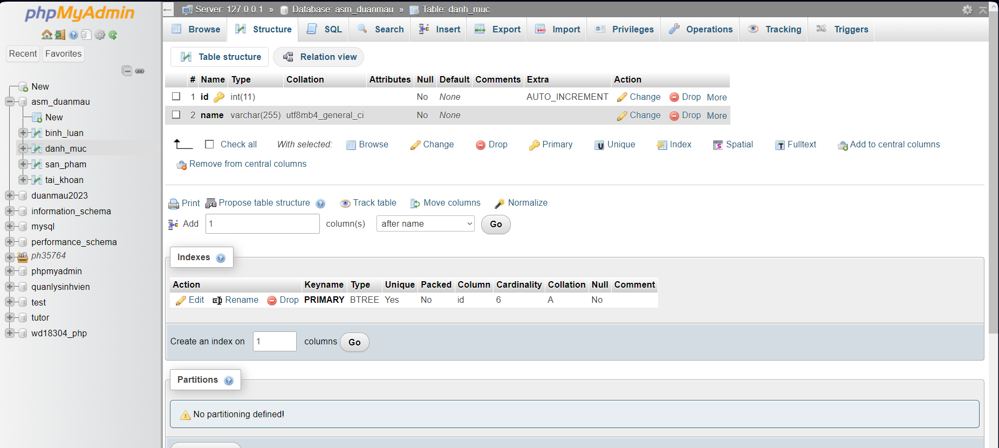 phpMyAdmin
Recent Favorites
New
asm_duanmau
New
binh_luan
danh_muc
san_pham
tai_khoan
duanmau2023
information_schema
mysql
performance_schema
ph35764
phpmyadmin
quanlysinhvien
test
tutor
wd18304_php
Server: 127.0.0.1 » Database: asm_duanmau » Table: danh_muc
Browse Structure SQL Search Insert Export Import Privileges Operations Tracking Triggers
Table structure Relation view
# Name Type Collation Attributes Null Default Comments Extra Action
1 id int(11) No None AUTO_INCREMENT Change Drop More
2 name varchar(255) utf8mb4_general_ci No None Change Drop More
Check all With selected: Browse Change Drop Primary Unique Index Spatial Fulltext Add to central columns
Remove from central columns
Print Propose table structure Track table Move columns Normalize
Add 1 column(s) after name Go
Indexes
Action Keyname Type Unique Packed Column Cardinality Collation Null Comment
Edit Rename Drop PRIMARY BTREE Yes No id 6 A No
Create an index on 1 columns Go
Partitions
No partitioning defined!